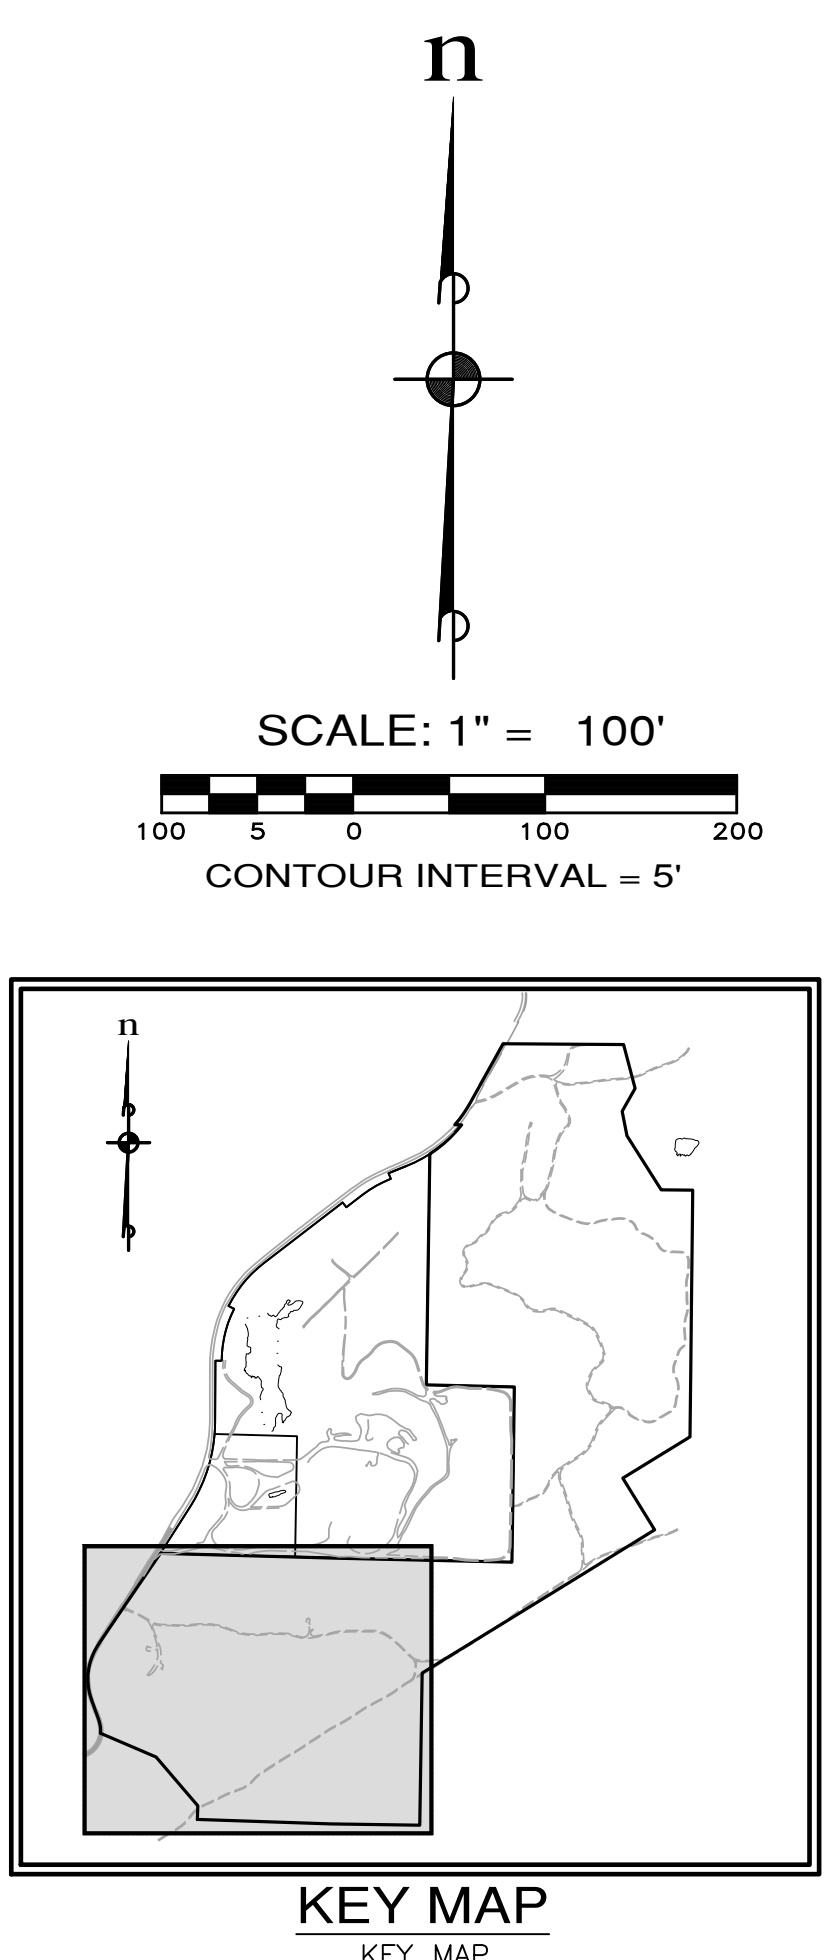 n
SCALE: 1" = 100'
100 5 0 100 200
CONTOUR INTERVAL = 5'
n
KEY MAP
KEY MAP